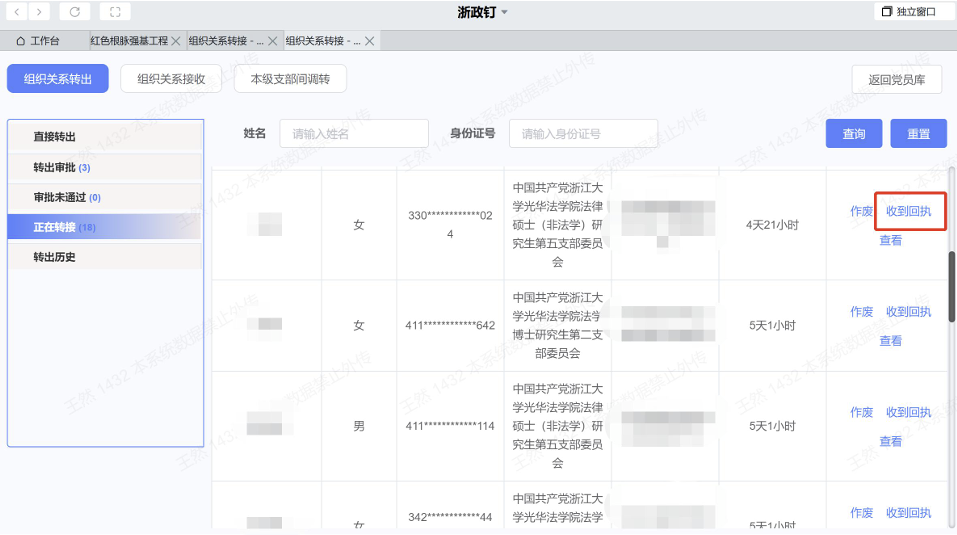 浙政钉
独立窗口
工作台
红色根脉强基工程
组织关系转接 - ...
组织关系转接 - ...
组织关系转出
组织关系接收
本级支部间调转
返回党员库
直接转出
转出审批 (3)
审批未通过 (0)
正在转接 (18)
转出历史
姓名
请输入姓名
身份证号
请输入身份证号
查询
重置
女
330************02
4
中国共产党浙江大
学光华法学院法律
硕士（非法学）研
究生第五支部委员
会
4天21小时
作废
收到回执
查看
女
411************642
中国共产党浙江大
学光华法学院法学
博士研究生第二支
部委员会
5天1小时
作废
收到回执
查看
男
411************114
中国共产党浙江大
学光华法学院法律
硕士（非法学）研
究生第五支部委员
会
5天1小时
作废
收到回执
查看
女
342************44
中国共产党浙江大
学光华法学院法学
5天1小时
作废
收到回执
王然 1432 本系统数据禁止外传